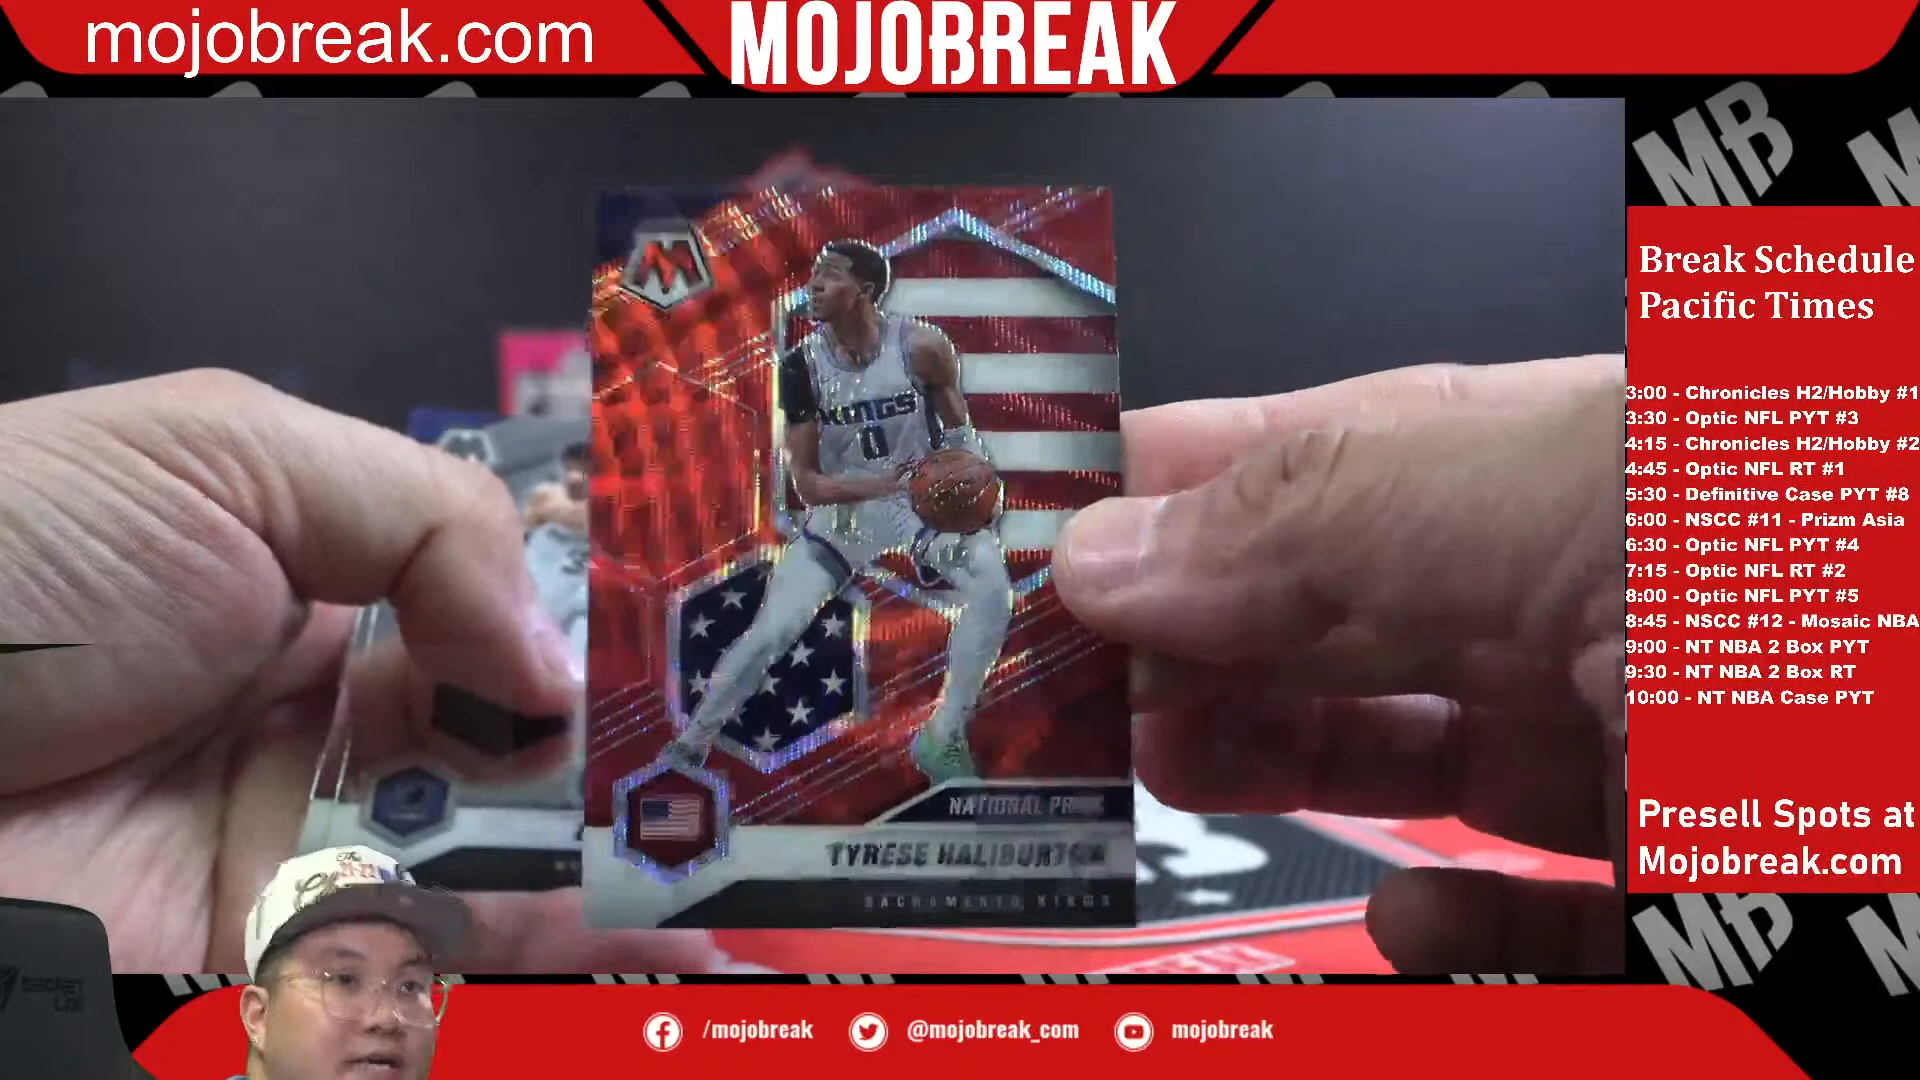 mojobreak.com
MOJOBREAK
MB
Break Schedule
Pacific Times
3:00 - Chronicles H2/Hobby #1
3:30 - Optic NFL PYT #3
4:15 - Chronicles H2/Hobby #2
4:45 - Optic NFL RT #1
5:30 - Definitive Case PYT #8
6:00 - NSCC #11 - Prizm Asia
6:30 - Optic NFL PYT #4
7:15 - Optic NFL RT #2
8:00 - Optic NFL PYT #5
8:45 - NSCC #12 - Mosaic NBA
9:00 - NT NBA 2 Box PYT
9:30 - NT NBA 2 Box RT
10:00 - NT NBA Case PYT
Presell Spots at
Mojobreak.com
MB
KINGS
0
NATIONAL PRIDE
TYRESE HALIBURTON
SACRAMENTO KINGS
SECRET
LAB
/mojobreak
@mojobreak_com
mojobreak